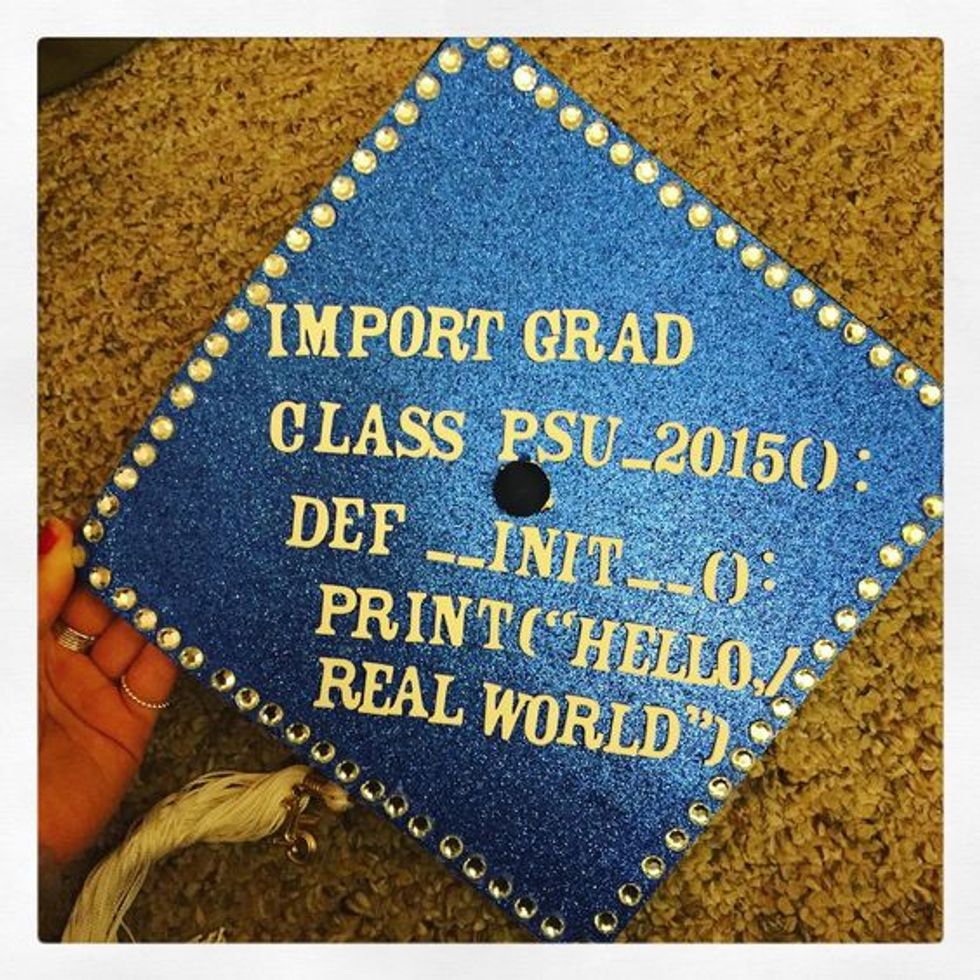 IMPORT GRAD
CLASS PSU_2015():
DEF __INIT__():
PRINT(“HELLO,/
REAL WORLD”)